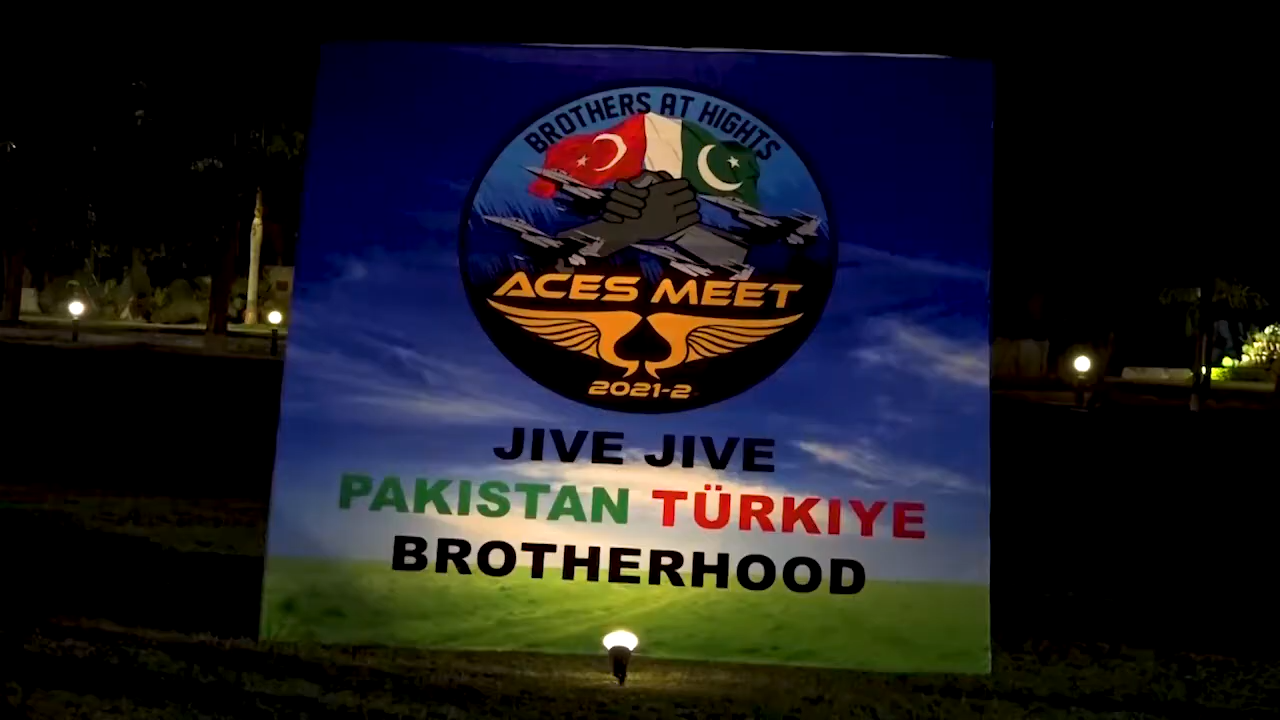 BROTHERS AT HIGHTS
ACES MEET
2021-2
JIVE JIVE
PAKISTAN TÜRKIYE
BROTHERHOOD